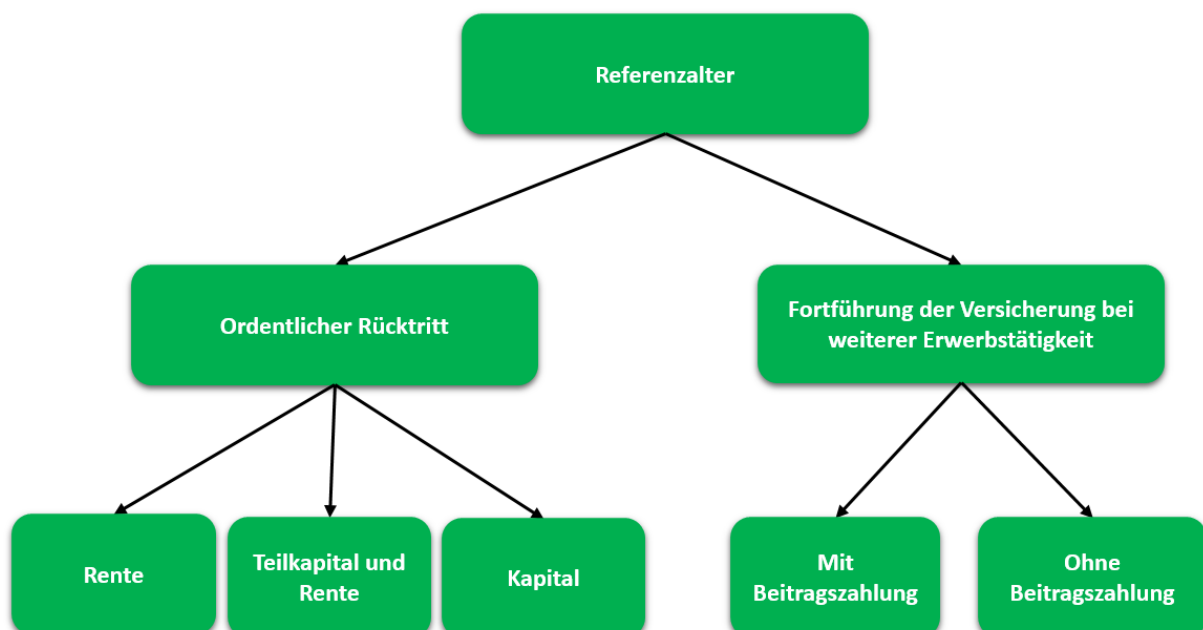 Referenzalter
Ordentlicher Rücktritt
Fortführung der Versicherung bei
weiterer Erwerbstätigkeit
Rente
Teilkapital und
Rente
Kapital
Mit
Beitragszahlung
Ohne
Beitragszahlung